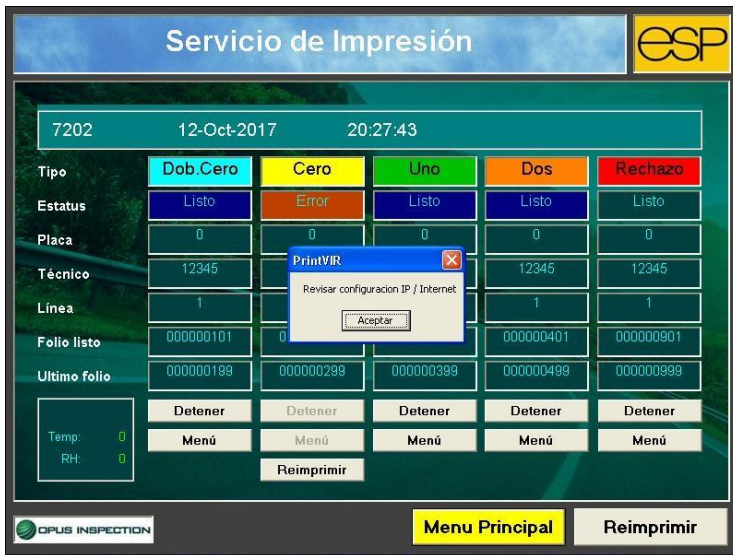 Servicio de Impresión
esp
7202 12-Oct-2017 20:27:43
Tipo Dob.Cero Cero Uno Dos Rechazo
Estatus Listo Error Listo Listo Listo
Placa 0 0 0 0 0
PrintVIR
Revisar configuracion IP / Internet
Aceptar
Técnico 12345 12345 12345
Línea 1 1 1
Folio listo 000000101 000000401 000000901
Ultimo folio 000000199 000000299 000000399 000000499 000000999
Detener Detener Detener Detener Detener
Temp: 0
Menú Menú Menú Menú Menú
RH: 0
Reimprimir
OPUS INSPECTION
Menu Principal
Reimprimir